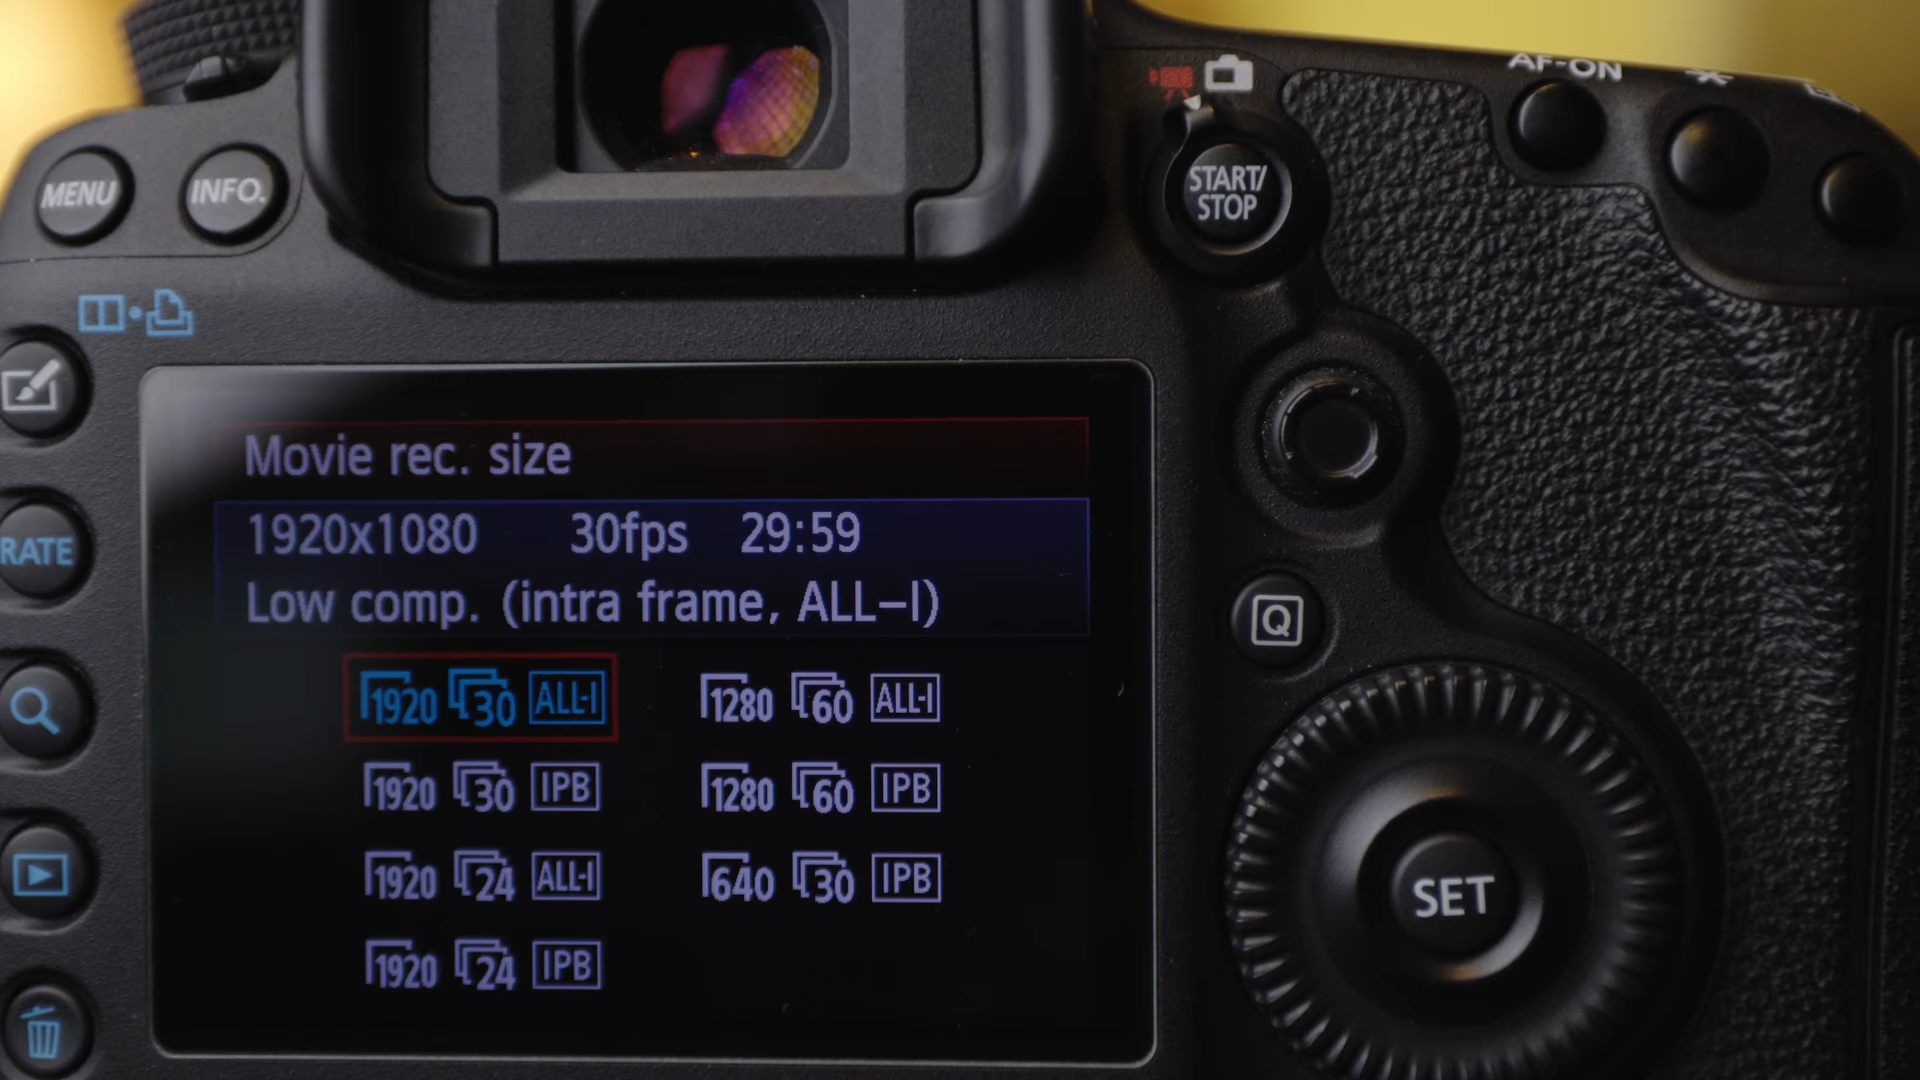 AF-ON
MENU
INFO.
START/
STOP
RATE
Movie rec. size
1920x1080 30fps 29:59
Low comp. (intra frame, ALL-I)
1920 30 ALL-I
1280 60 ALL-I
1920 30 IPB
1280 60 IPB
1920 24 ALL-I
640 30 IPB
1920 24 IPB
Q
SET